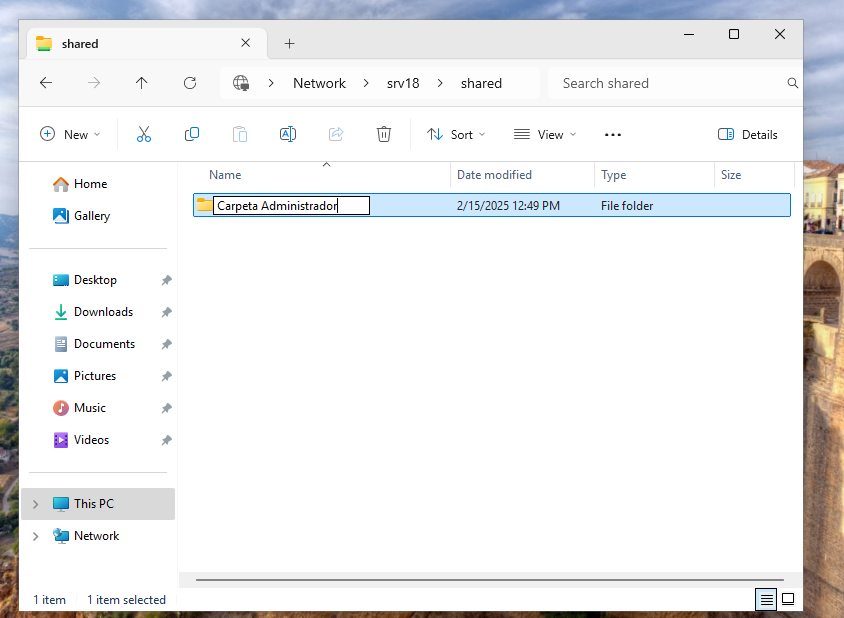 shared
Network > srv18 > shared
Search shared
New
Sort
View
Details
Name
Date modified
Type
Size
Carpeta Administrador
2/15/2025 12:49 PM
File folder
Home
Gallery
Desktop
Downloads
Documents
Pictures
Music
Videos
This PC
Network
1 item
1 item selected